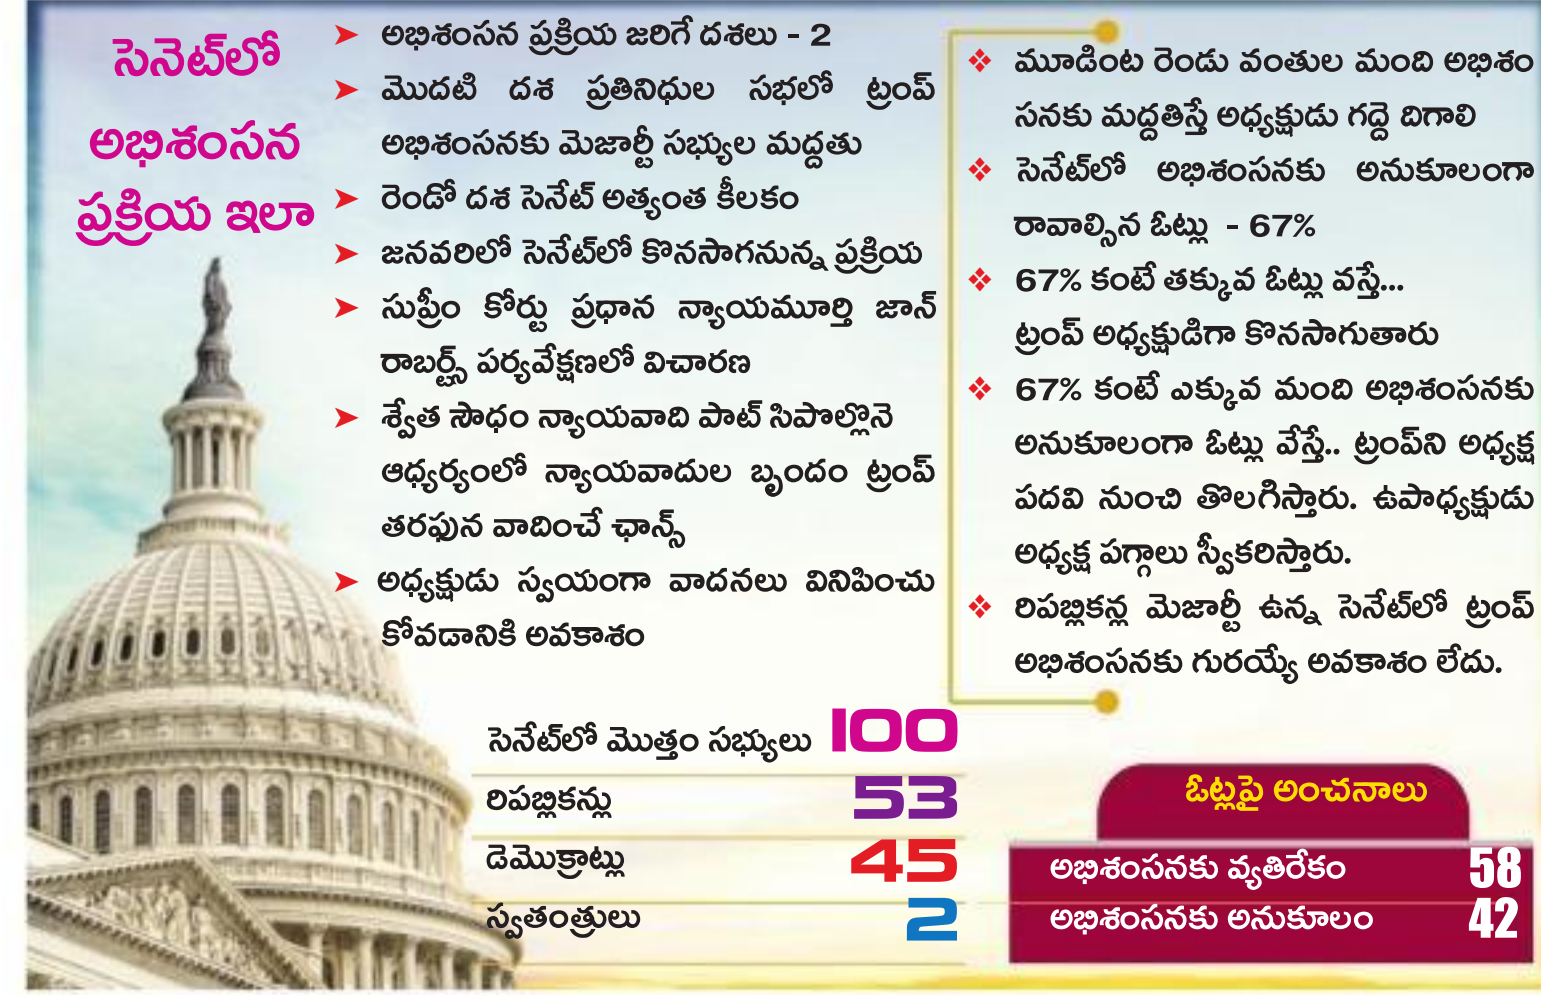 సెనెట్‌లో
అభిశంసన
ప్రక్రియ ఇలా
➤ అభిశంసన ప్రక్రియ జరిగే దశలు - 2
➤ మొదటి దశ ప్రతినిధుల సభలో ట్రంప్
అభిశంసనకు మెజార్టీ సభ్యుల మద్దతు
➤ రెండో దశ సెనేట్ అత్యంత కీలకం
➤ జనవరిలో సెనేట్‌లో కొనసాగనున్న ప్రక్రియ
➤ సుప్రీం కోర్టు ప్రధాన న్యాయమూర్తి జాన్
రాబర్ట్స్ పర్యవేక్షణలో విచారణ
➤ శ్వేత సౌధం న్యాయవాది పాట్ సిపొల్లొనె
ఆధ్వర్యంలో న్యాయవాదుల బృందం ట్రంప్
తరఫున వాదించే ఛాన్స్
➤ అధ్యక్షుడు స్వయంగా వాదనలు వినిపించు
కోవడానికి అవకాశం
❖ మూడింట రెండు వంతుల మంది అభిశం
సనకు మద్దతిస్తే అధ్యక్షుడు గద్దె దిగాలి
❖ సెనేట్‌లో అభిశంసనకు అనుకూలంగా
రావాల్సిన ఓట్లు - 67%
❖ 67% కంటే తక్కువ ఓట్లు వస్తే...
ట్రంప్ అధ్యక్షుడిగా కొనసాగుతారు
❖ 67% కంటే ఎక్కువ మంది అభిశంసనకు
అనుకూలంగా ఓట్లు వేస్తే.. ట్రంప్‌ని అధ్యక్ష
పదవి నుంచి తొలగిస్తారు. ఉపాధ్యక్షుడు
అధ్యక్ష పగ్గాలు స్వీకరిస్తారు.
❖ రిపబ్లికన్ల మెజార్టీ ఉన్న సెనేట్‌లో ట్రంప్
అభిశంసనకు గురయ్యే అవకాశం లేదు.
సెనేట్‌లో మొత్తం సభ్యులు 100
రిపబ్లికన్లు 53
డెమొక్రాట్లు 45
స్వతంత్రులు 2
ఓట్లపై అంచనాలు
అభిశంసనకు వ్యతిరేకం 58
అభిశంసనకు అనుకూలం 42